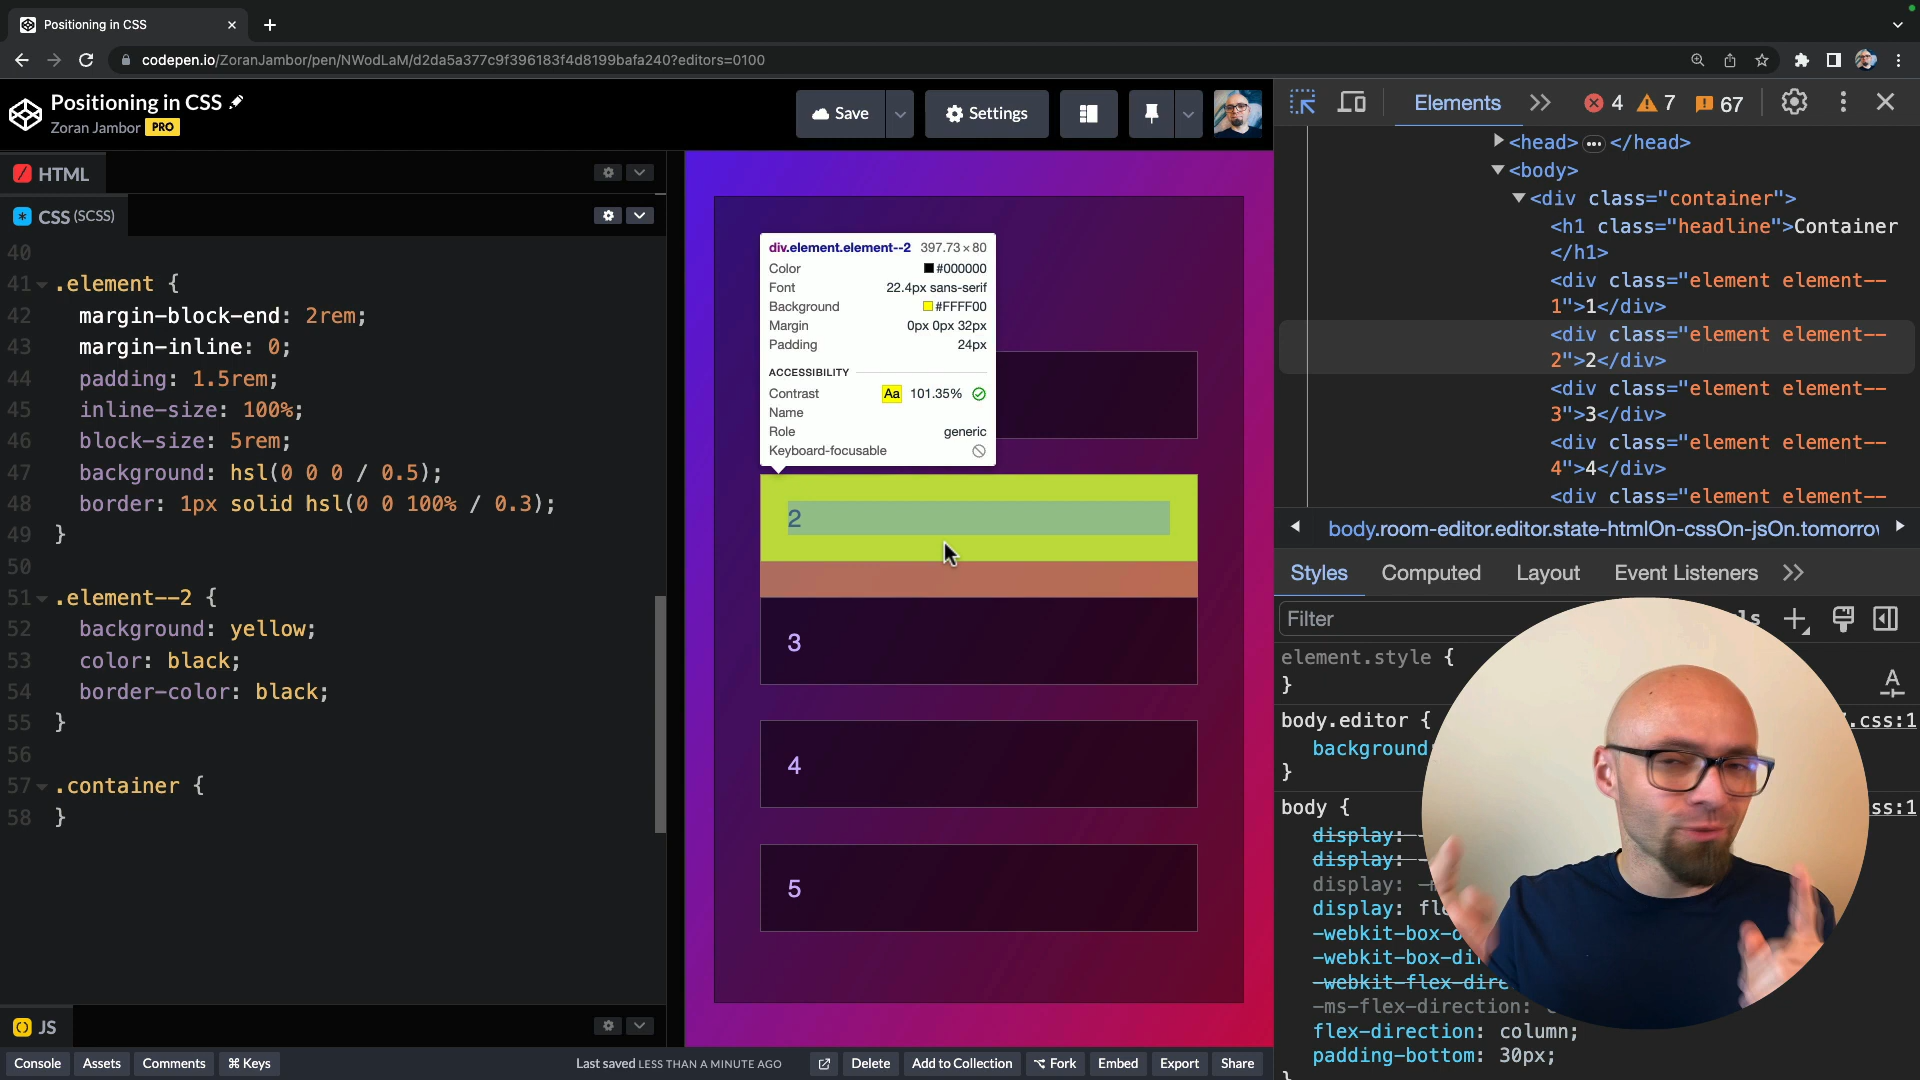 Positioning in CSS
codepen.io/ZoranJambor/pen/NWodLaM/d2da5a377c9f396183f4d8199bafa240?editors=0100
Positioning in CSS
Zoran Jambor PRO
Save
Settings
HTML
CSS (SCSS)
40
41 .element {
42 margin-block-end: 2rem;
43 margin-inline: 0;
44 padding: 1.5rem;
45 inline-size: 100%;
46 block-size: 5rem;
47 background: hsl(0 0 0 / 0.5);
48 border: 1px solid hsl(0 0 100% / 0.3);
49 }
50
51 .element--2 {
52 background: yellow;
53 color: black;
54 border-color: black;
55 }
56
57 .container {
58 }
JS
Console Assets Comments ⌘ Keys
Last saved LESS THAN A MINUTE AGO
Delete Add to Collection Fork Embed Export Share
div.element.element--2 397.73×80
Color #000000
Font 22.4px sans-serif
Background #FFFF00
Margin 0px 0px 32px
Padding 24px
ACCESSIBILITY
Contrast Aa 101.35%
Name
Role generic
Keyboard-focusable
2
3
4
5
Elements 4 7 67
<head> </head>
<body>
<div class="container">
<h1 class="headline">Container
</h1>
<div class="element element--
1">1</div>
<div class="element element--
2">2</div>
<div class="element element--
3">3</div>
<div class="element element--
4">4</div>
<div class="element element--
body.room-editor.editor.state-htmlOn-cssOn-jsOn.tomorrow
Styles Computed Layout Event Listeners
Filter
element.style {
}
body.editor { .css:1
background:
}
body { ss:1
display:
display:
display:
display:
-webkit-box-
-webkit-box-
-webkit-flex-dire
-ms-flex-direction:
flex-direction: column;
padding-bottom: 30px;